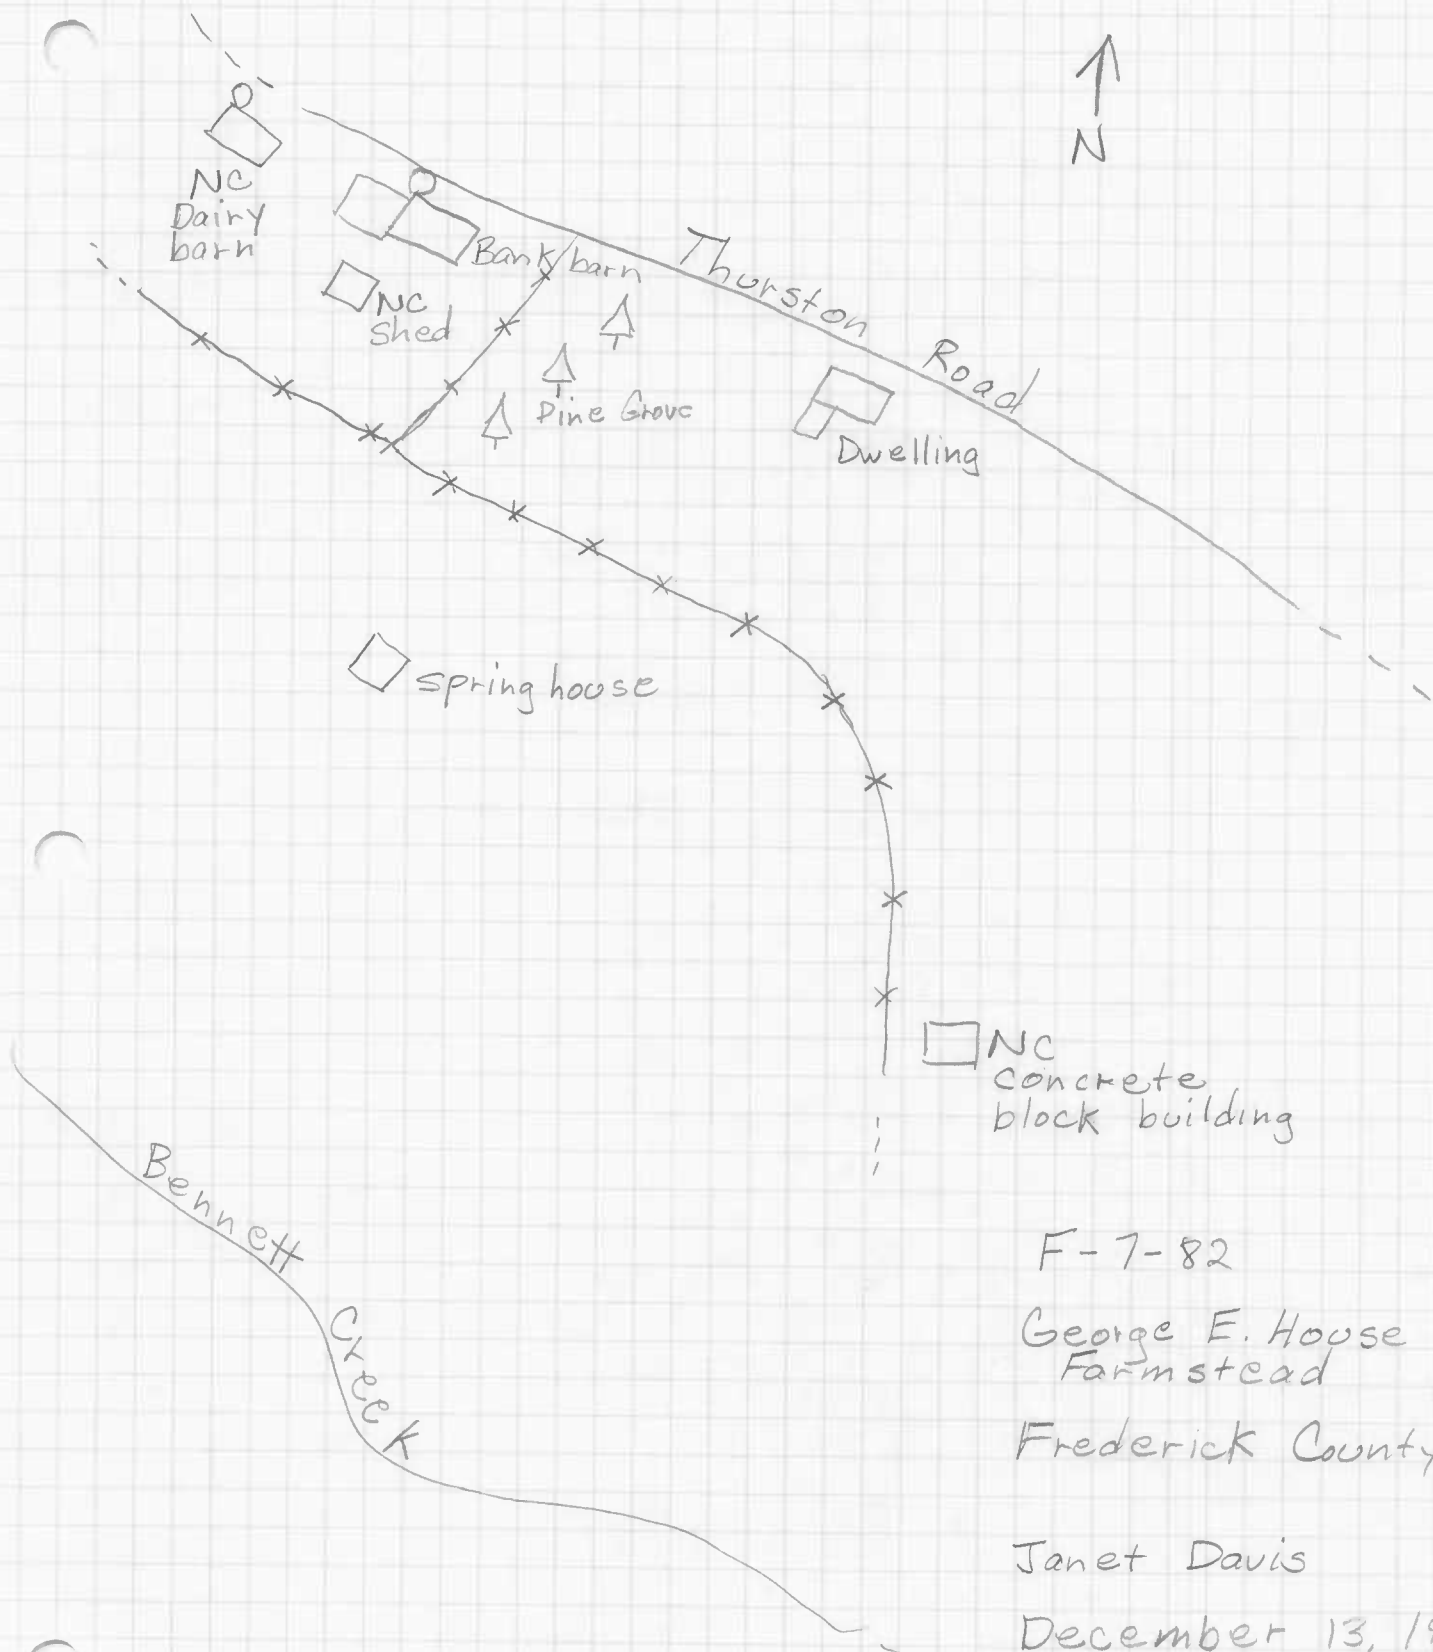 N
NC
Dairy
barn
Bank barn
NC
Shed
Thurston Road
Pine Grove
Dwelling
spring house
NC
concrete
block building
Bennett Creek
F-7-82
George E. House
Farmstead
Frederick County
Janet Davis
December 13,